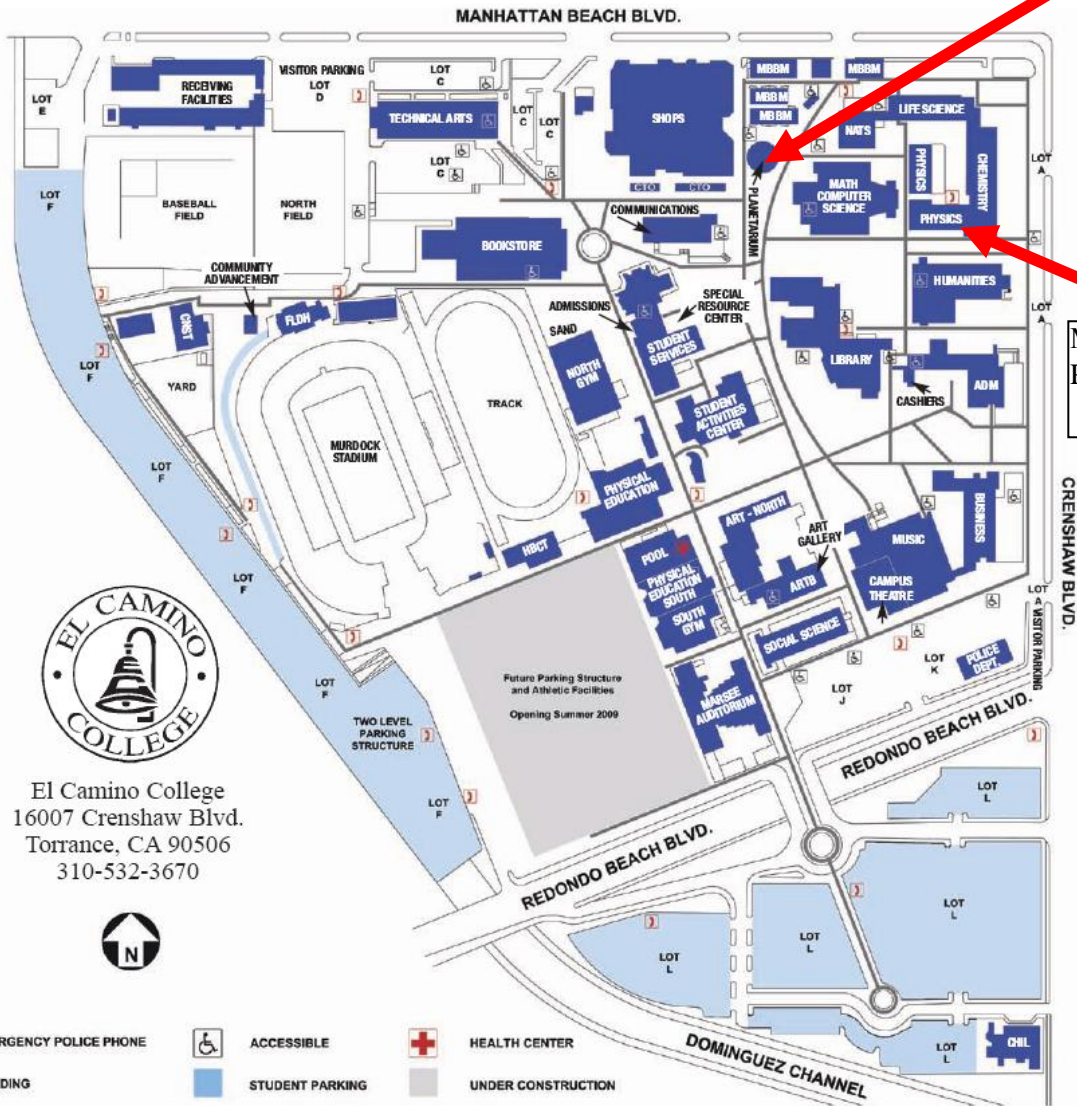 MANHATTAN BEACH BLVD.
LOT
E
RECEIVING
FACILITIES
VISITOR PARKING
LOT
D
LOT
C
TECHNICAL ARTS
LOT
C
LOT
C
LOT
C
SHOPS
CTO
CTO
MBBM
MBBM
MBBM
MBBM
NATS
LIFE SCIENCE
PHYSICS
CHEMISTRY
PHYSICS
LOT
A
PLANETARIUM
MATH
COMPUTER
SCIENCE
LOT
F
BASEBALL
FIELD
NORTH
FIELD
COMMUNICATIONS
BOOKSTORE
COMMUNITY
ADVANCEMENT
CNST
FLDH
ADMISSIONS
SPECIAL
RESOURCE
CENTER
STUDENT
SERVICES
HUMANITIES
LOT
A
LIBRARY
CASHIERS
ADM
SAND
NORTH
GYM
TRACK
YARD
LOT
F
MURDOCK
STADIUM
STUDENT
ACTIVITIES
CENTER
LOT
F
PHYSICAL
EDUCATION
CRENSHAW BLVD.
HBCT
ART - NORTH
ART
GALLERY
ARTB
MUSIC
CAMPUS
THEATRE
BUSINESS
POOL
PHYSICAL
EDUCATION
SOUTH
SOUTH
GYM
SOCIAL SCIENCE
LOT
F
LOT
A VISITOR PARKING
LOT
K
POLICE
DEPT.
LOT
J
MARSEE
AUDITORIUM
EL CAMINO
COLLEGE
LOT
F
Future Parking Structure
and Athletic Facilities
Opening Summer 2009
TWO LEVEL
PARKING
STRUCTURE
LOT
F
REDONDO BEACH BLVD.
REDONDO BEACH BLVD.
LOT
L
LOT
L
LOT
L
LOT
L
LOT
L
CHIL
DOMINGUEZ CHANNEL
El Camino College
16007 Crenshaw Blvd.
Torrance, CA 90506
310-532-3670
N
RGENCY POLICE PHONE
ACCESSIBLE
HEALTH CENTER
DING
STUDENT PARKING
UNDER CONSTRUCTION